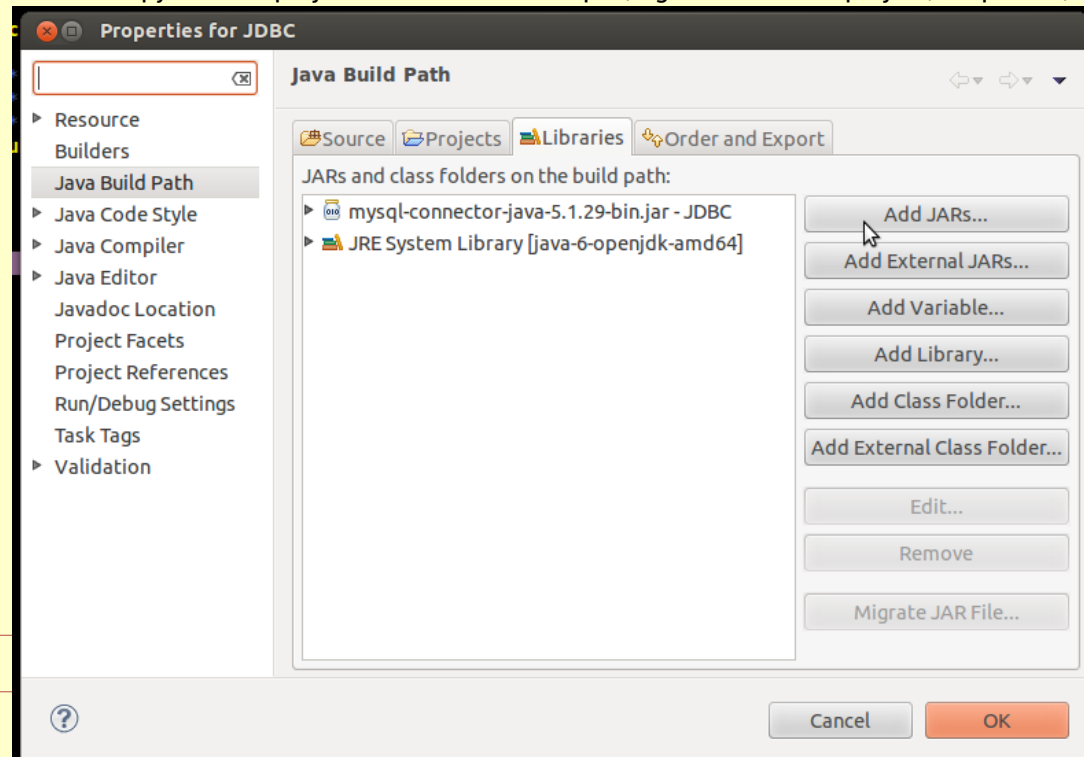 Properties for JDBC
Java Build Path
Resource
Builders
Java Build Path
Java Code Style
Java Compiler
Java Editor
Javadoc Location
Project Facets
Project References
Run/Debug Settings
Task Tags
Validation
Source Projects Libraries Order and Export
JARs and class folders on the build path:
mysql-connector-java-5.1.29-bin.jar - JDBC
JRE System Library [java-6-openjdk-amd64]
Add JARs...
Add External JARs...
Add Variable...
Add Library...
Add Class Folder...
Add External Class Folder...
Edit...
Remove
Migrate JAR File...
Cancel
OK